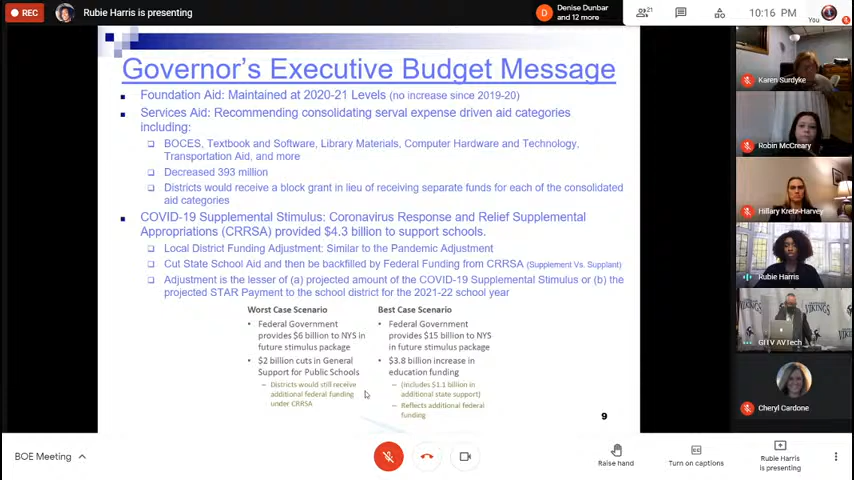 REC
Rubie Harris is presenting
Denise Dunbar
and 12 more
21
10:16 PM
You
Governor's Executive Budget Message
Foundation Aid: Maintained at 2020-21 Levels (no increase since 2019-20)
Services Aid: Recommending consolidating serval expense driven aid categories
including:
BOCES, Textbook and Software, Library Materials, Computer Hardware and Technology,
Transportation Aid, and more
Decreased 393 million
Districts would receive a block grant in lieu of receiving separate funds for each of the consolidated
aid categories
COVID-19 Supplemental Stimulus: Coronavirus Response and Relief Supplemental
Appropriations (CRRSA) provided $4.3 billion to support schools.
Local District Funding Adjustment: Similar to the Pandemic Adjustment
Cut State School Aid and then be backfilled by Federal Funding from CRRSA (Supplement Vs. Supplant)
Adjustment is the lesser of (a) projected amount of the COVID-19 Supplemental Stimulus or (b) the
projected STAR Payment to the school district for the 2021-22 school year
Worst Case Scenario
Federal Government
provides $6 billion to NYS in
future stimulus package
$2 billion cuts in General
Support for Public Schools
Districts would still receive
additional federal funding
under CRRSA
Best Case Scenario
Federal Government
provides $15 billion to NYS
in future stimulus package
$3.8 billion increase in
education funding
(includes $1.1 billion in
additional state support)
Reflects additional federal
funding
9
Karen Surdyke
Robin McCreary
Hillary Kretz-Harvey
Rubie Harris
VIKINGS
GITV AVTech
Cheryl Cardone
BOE Meeting
Raise hand
Turn on captions
Rubie Harris
is presenting